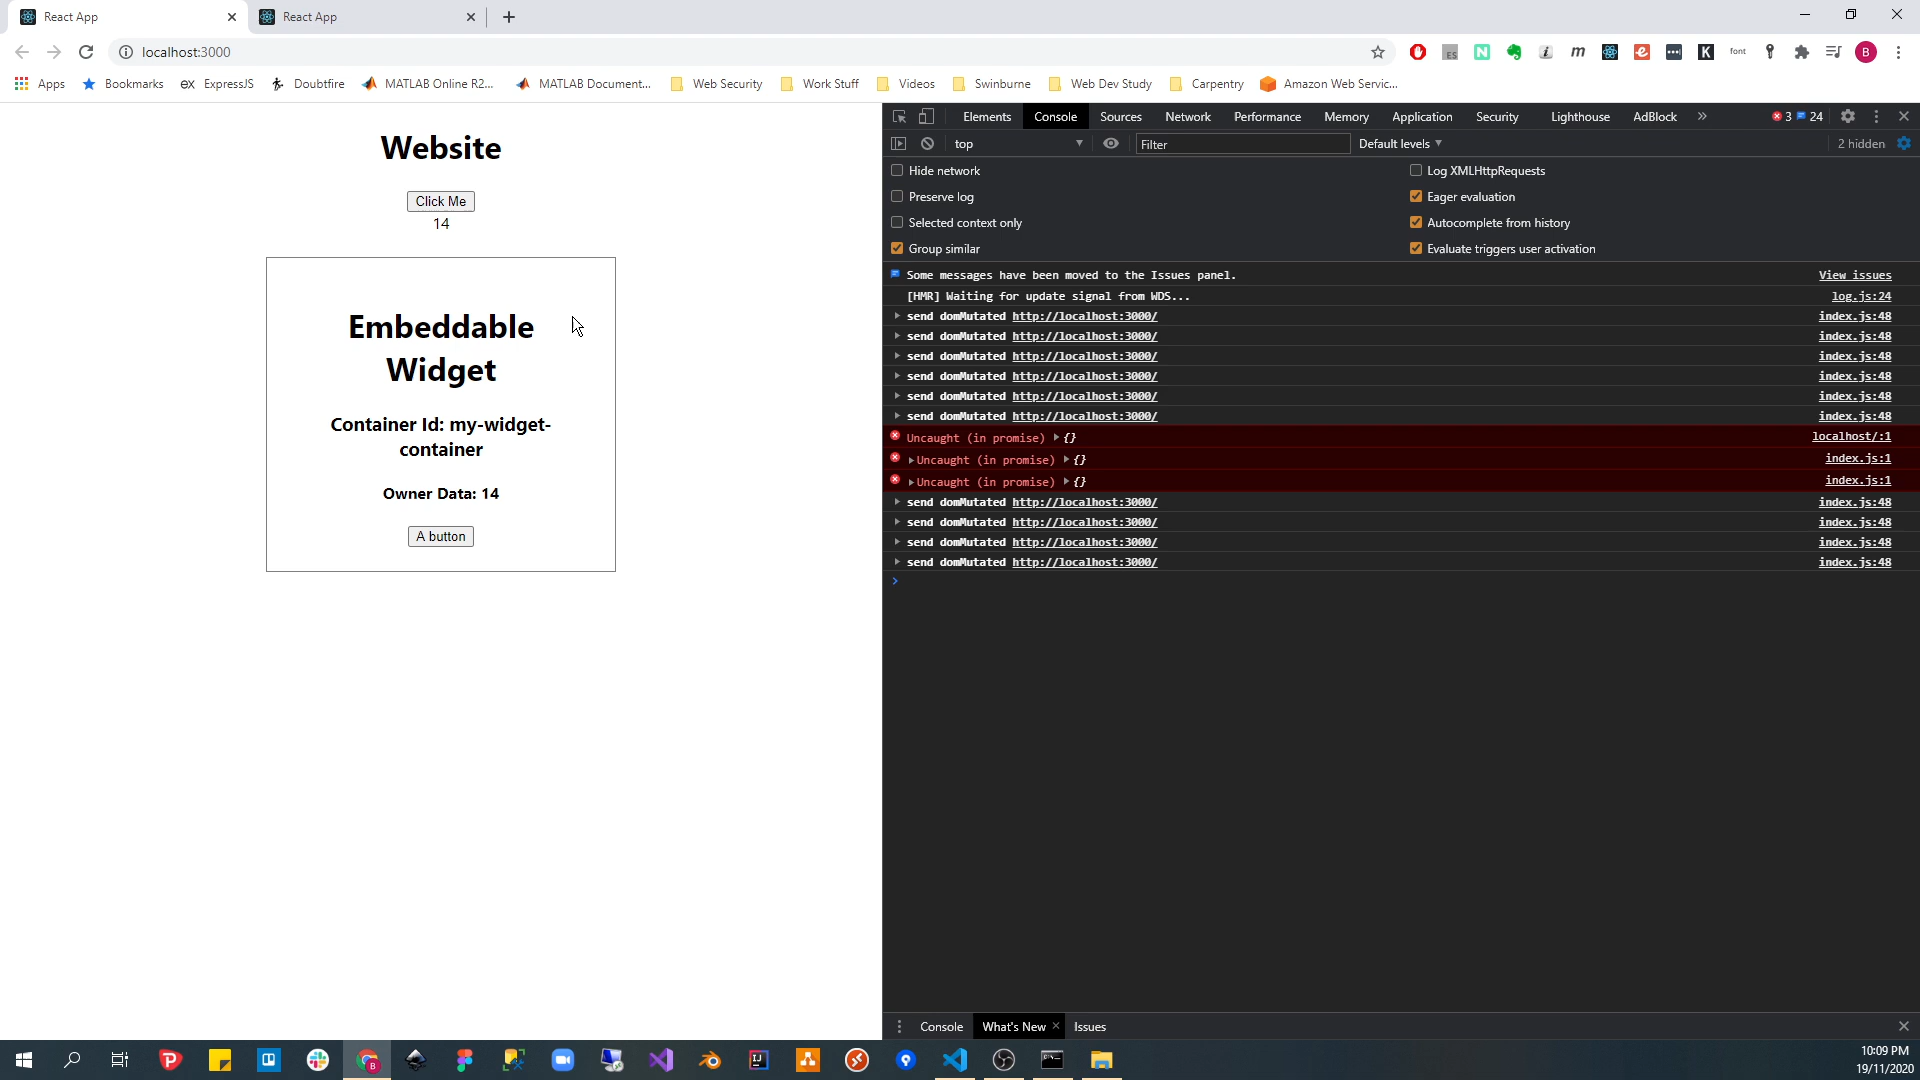 React App
React App
localhost:3000
ES
font
B
Apps
Bookmarks
ex ExpressJS
Doubtfire
MATLAB Online R2...
MATLAB Document...
Web Security
Work Stuff
Videos
Swinburne
Web Dev Study
Carpentry
Amazon Web Servic...
Website
Click Me
14
Embeddable
Widget
Container Id: my-widget-
container
Owner Data: 14
A button
Elements Console Sources Network Performance Memory Application Security Lighthouse AdBlock » 3 24
top Filter Default levels 2 hidden
Hide network Log XMLHttpRequests
Preserve log Eager evaluation
Selected context only Autocomplete from history
Group similar Evaluate triggers user activation
Some messages have been moved to the Issues panel. View issues
[HMR] Waiting for update signal from WDS... log.js:24
send domMutated http://localhost:3000/ index.js:48
send domMutated http://localhost:3000/ index.js:48
send domMutated http://localhost:3000/ index.js:48
send domMutated http://localhost:3000/ index.js:48
send domMutated http://localhost:3000/ index.js:48
send domMutated http://localhost:3000/ index.js:48
Uncaught (in promise) {} localhost/:1
Uncaught (in promise) {} index.js:1
Uncaught (in promise) {} index.js:1
send domMutated http://localhost:3000/ index.js:48
send domMutated http://localhost:3000/ index.js:48
send domMutated http://localhost:3000/ index.js:48
send domMutated http://localhost:3000/ index.js:48
Console What's New Issues
10:09 PM
19/11/2020